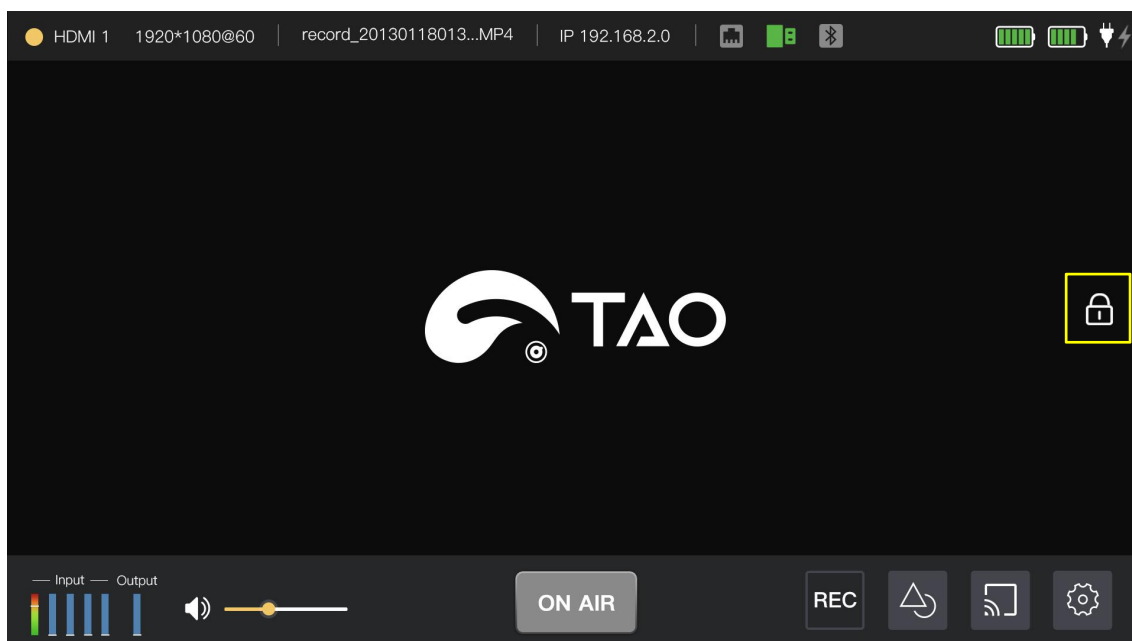 HDMI 1 1920*1080@60 record_20130118013...MP4 IP 192.168.2.0
TAO
Input Output
ON AIR
REC